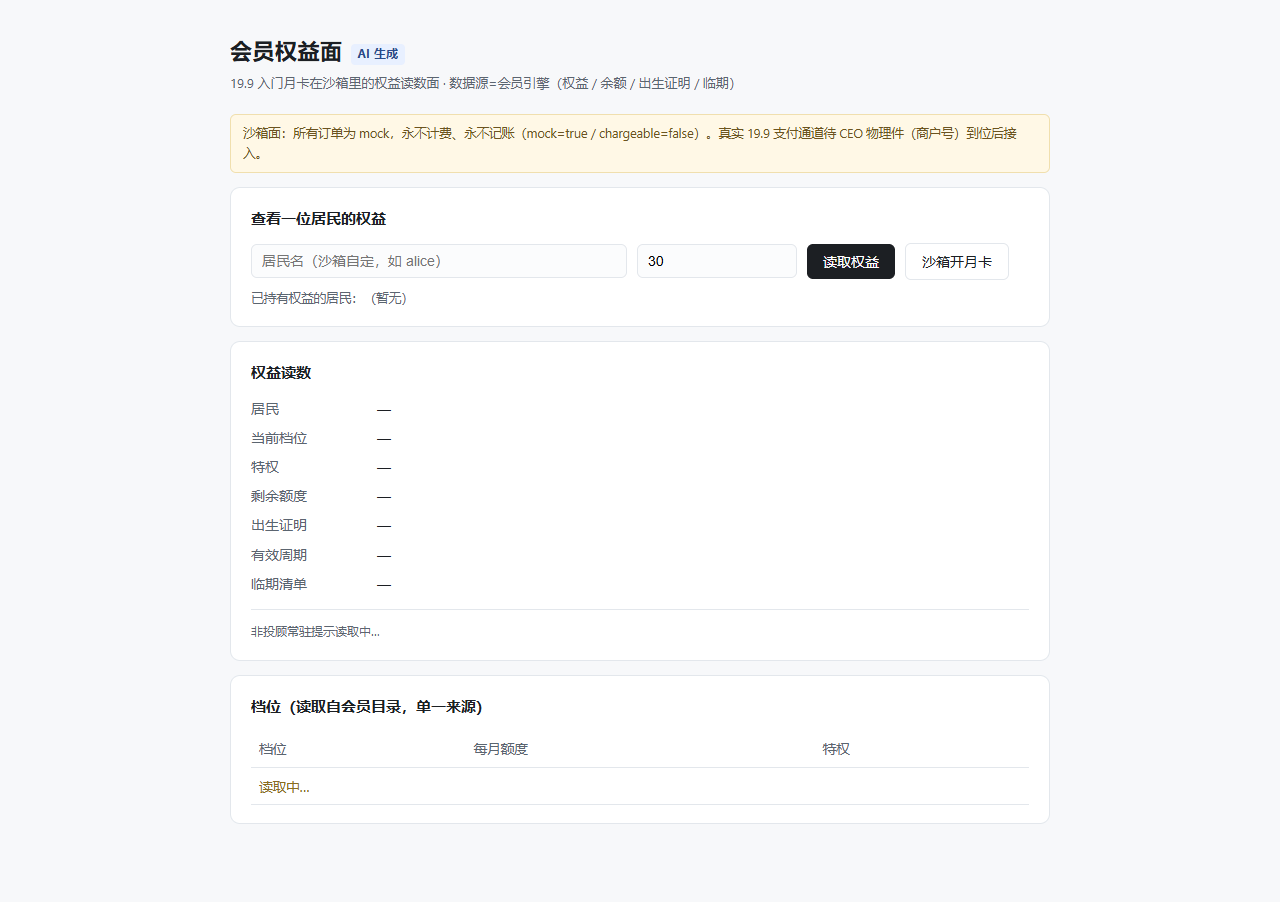 会员权益面 AI 生成
19.9 入门月卡在沙箱里的权益读数面 · 数据源=会员引擎（权益 / 余额 / 出生证明 / 临期）
沙箱面：所有订单为 mock，永不计费、永不记账（mock=true / chargeable=false）。真实 19.9 支付通道待 CEO 物理件（商户号）到位后接
入。
查看一位居民的权益
居民名（沙箱自定，如 alice） 30 读取权益 沙箱开月卡
已持有权益的居民： （暂无）
权益读数
居民 —
当前档位 —
特权 —
剩余额度 —
出生证明 —
有效周期 —
临期清单 —
非投顾常驻提示读取中...
档位（读取自会员目录，单一来源）
档位 每月额度 特权
读取中...